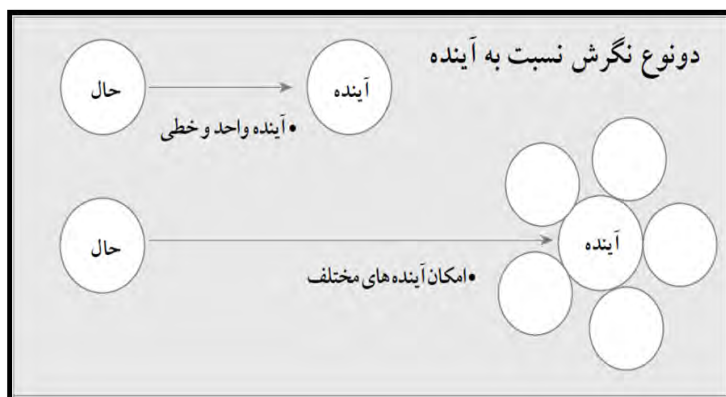 دونوع نگرش نسبت به آینده
حال
آینده
•آینده واحد و خطی
حال
آینده
•امکان آینده های مختلف